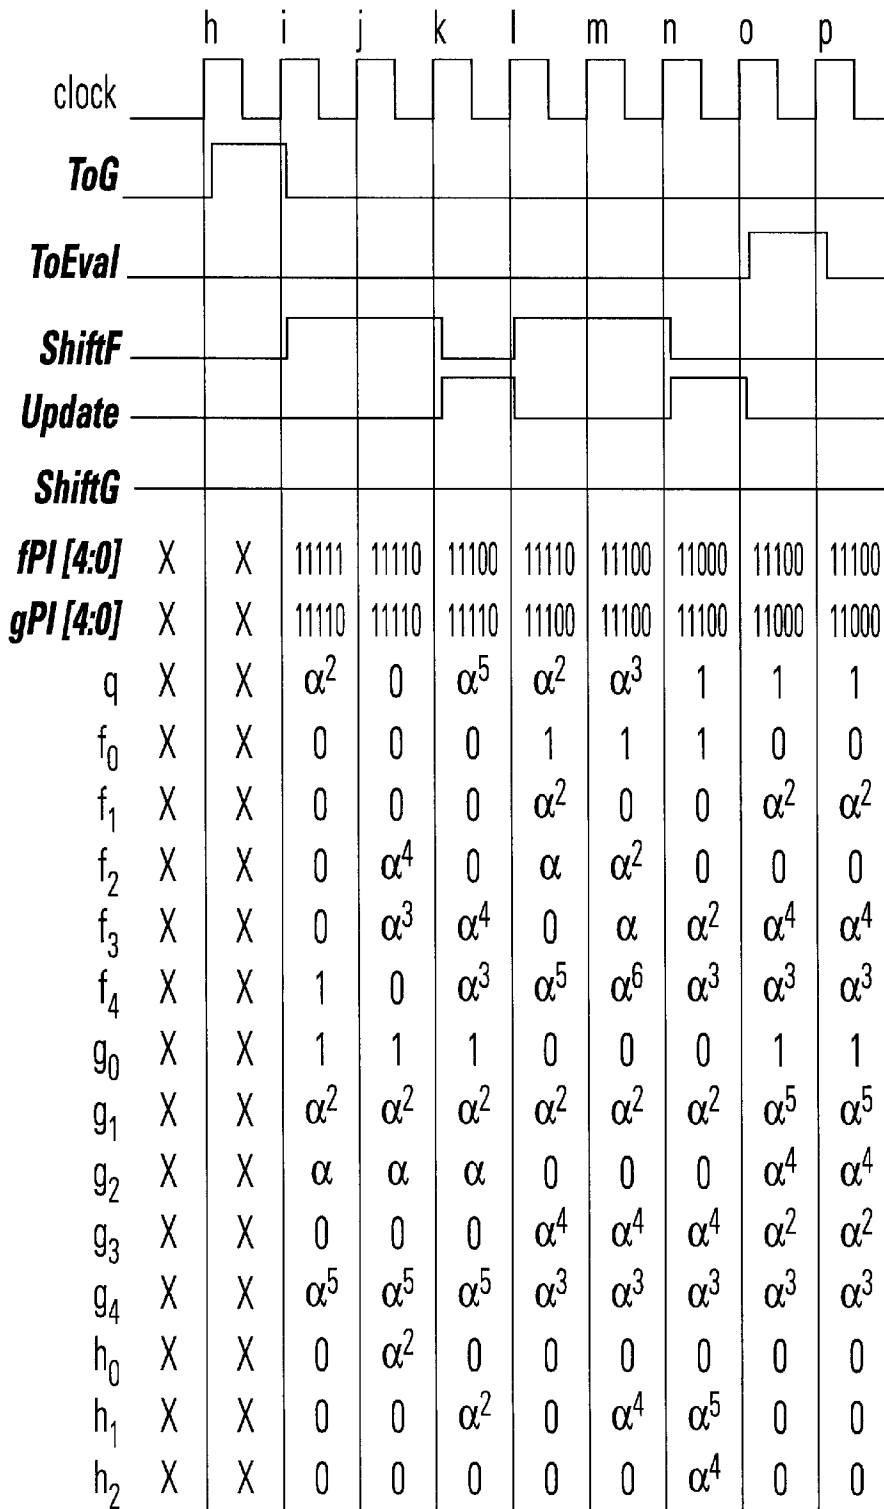 h i j k l m n o p
clock
ToG
ToEval
ShiftF
Update
ShiftG
fPI [4:0] X X 11111 11110 11100 11110 11100 11000 11100 11100
gPI [4:0] X X 11110 11110 11110 11100 11100 11100 11000 11000
q X X α² 0 α⁵ α² α³ 1 1 1
f₀ X X 0 0 0 1 1 1 0 0
f₁ X X 0 0 0 α² 0 0 α² α²
f₂ X X 0 α⁴ 0 α α² 0 0 0
f₃ X X 0 α³ α⁴ 0 α α² α⁴ α⁴
f₄ X X 1 0 α³ α⁵ α⁶ α³ α³ α³
g₀ X X 1 1 1 0 0 0 1 1
g₁ X X α² α² α² α² α² α² α⁵ α⁵
g₂ X X α α α 0 0 0 α⁴ α⁴
g₃ X X 0 0 0 α⁴ α⁴ α⁴ α² α²
g₄ X X α⁵ α⁵ α⁵ α³ α³ α³ α³ α³
h₀ X X 0 α² 0 0 0 0 0 0
h₁ X X 0 0 α² 0 α⁴ α⁵ 0 0
h₂ X X 0 0 0 0 0 α⁴ 0 0